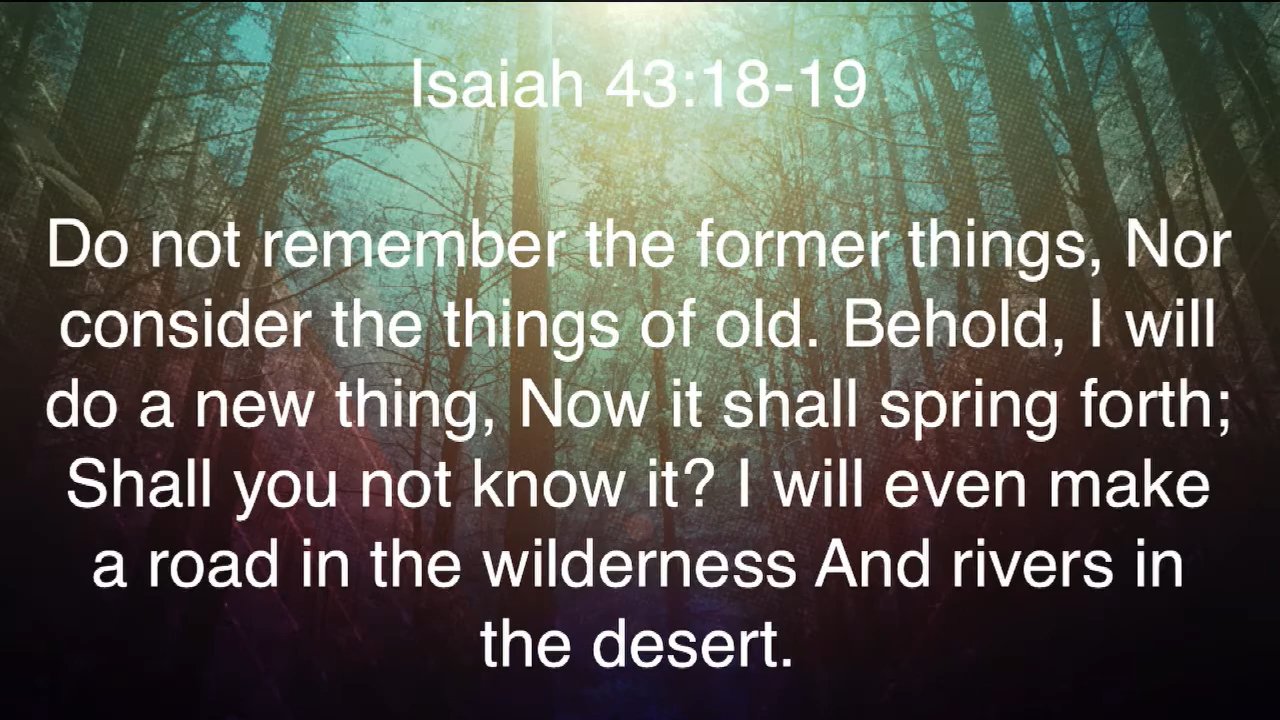 Isaiah 43:18-19
Do not remember the former things, Nor
consider the things of old. Behold, I will
do a new thing, Now it shall spring forth;
Shall you not know it? I will even make
a road in the wilderness And rivers in
the desert.